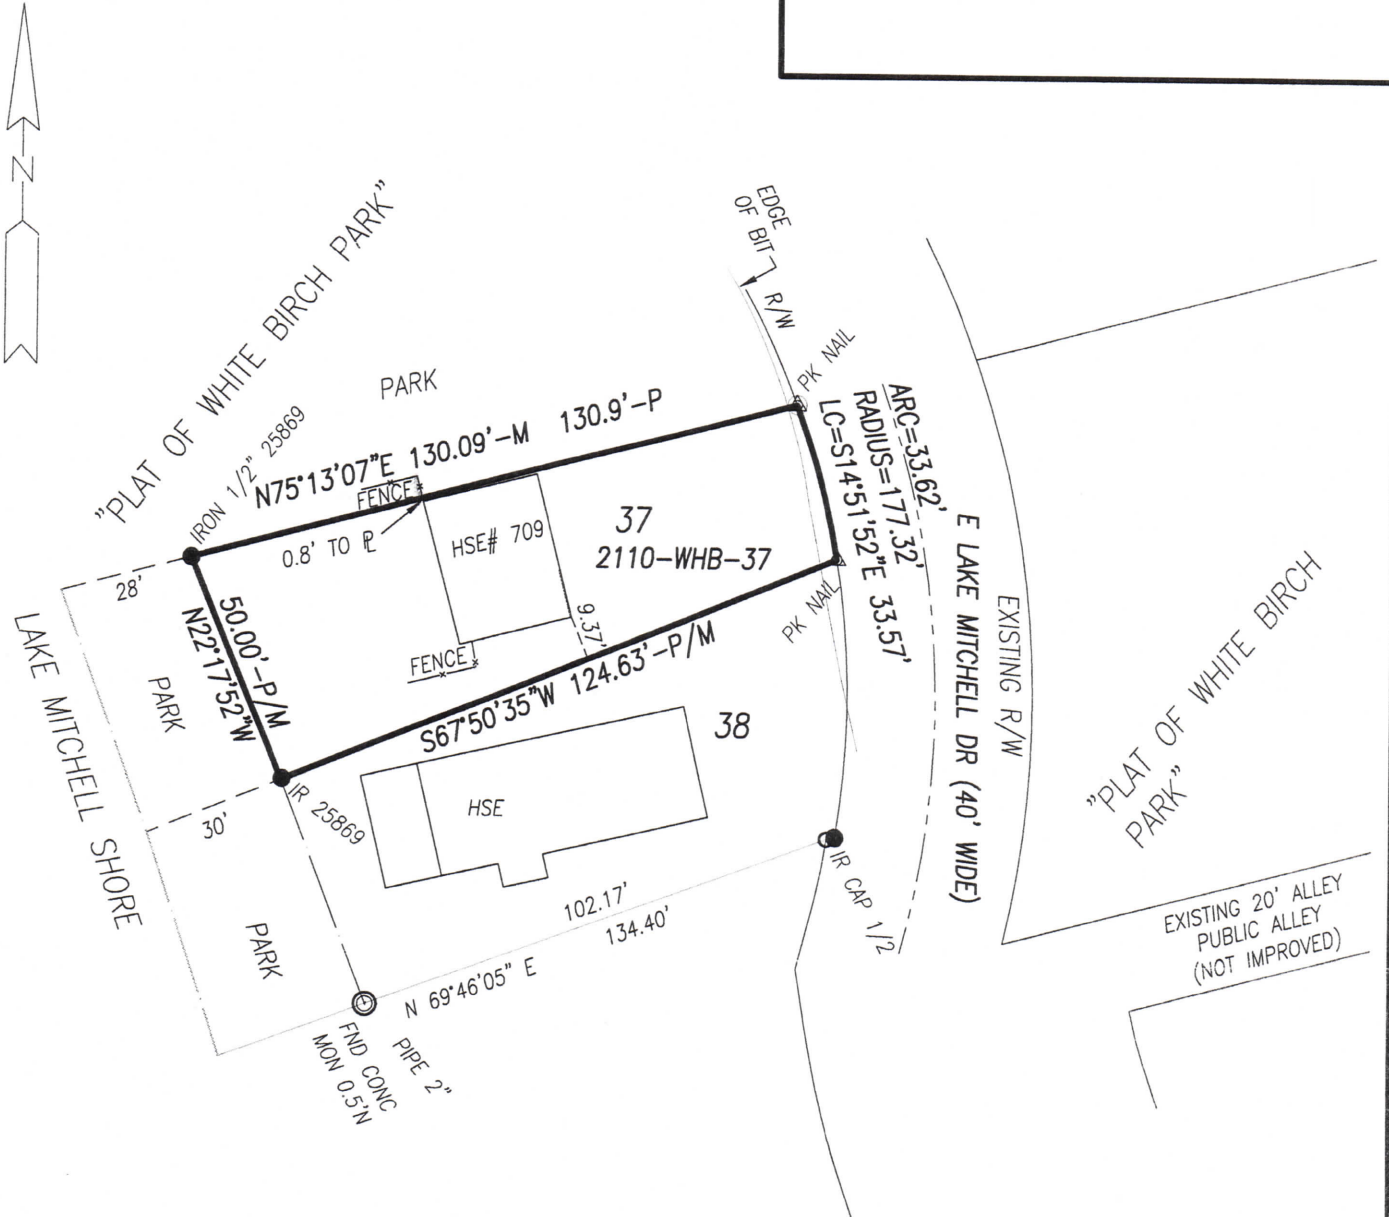 N
"PLAT OF WHITE BIRCH PARK"
EDGE
OF BIT
R/W
PK NAIL
PARK
IRON 1/2" 25869
N75°13'07"E 130.09'-M 130.9'-P
FENCE
0.8' TO ℄
HSE# 709
37
2110-WHB-37
ARC=33.62'
RADIUS=177.32'
LC=S14°51'52"E 33.57'
E LAKE MITCHELL DR (40' WIDE)
EXISTING R/W
28'
50.00'-P/M
N22°17'52"W
9.37'
PK NAIL
FENCE
S67°50'35"W 124.63'-P/M
LAKE MITCHELL SHORE
PARK
38
30'
IR 25869
HSE
"PLAT OF WHITE BIRCH
PARK"
IR CAP 1/2
EXISTING 20' ALLEY
PUBLIC ALLEY
(NOT IMPROVED)
102.17'
134.40'
PARK
N 69°46'05" E
FND CONC
MON 0.5'N
PIPE 2"